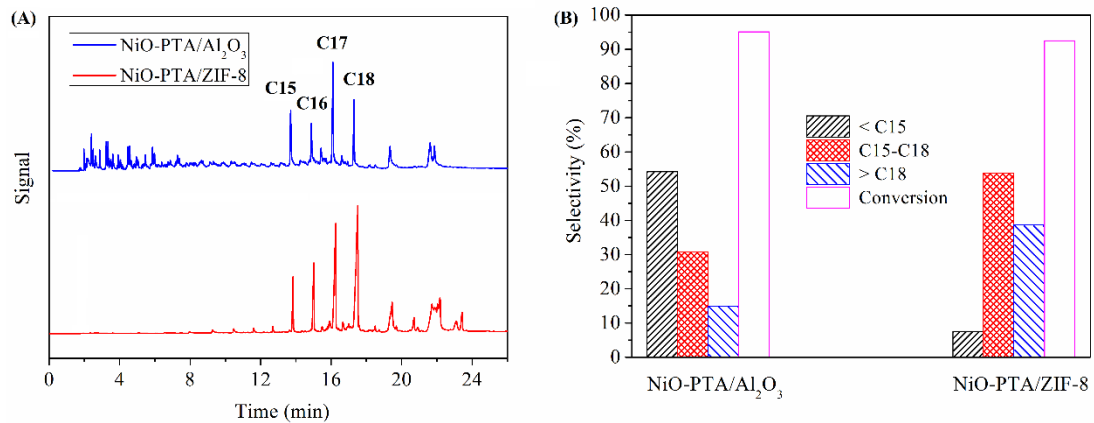 (A)
NiO-PTA/Al₂O₃
NiO-PTA/ZIF-8
C15
C16
C17
C18
Signal
0 4 8 12 16 20 24
Time (min)
(B)
100
90
80
70
60
50
40
30
20
10
0
Selectivity (%)
< C15
C15-C18
> C18
Conversion
NiO-PTA/Al₂O₃ NiO-PTA/ZIF-8